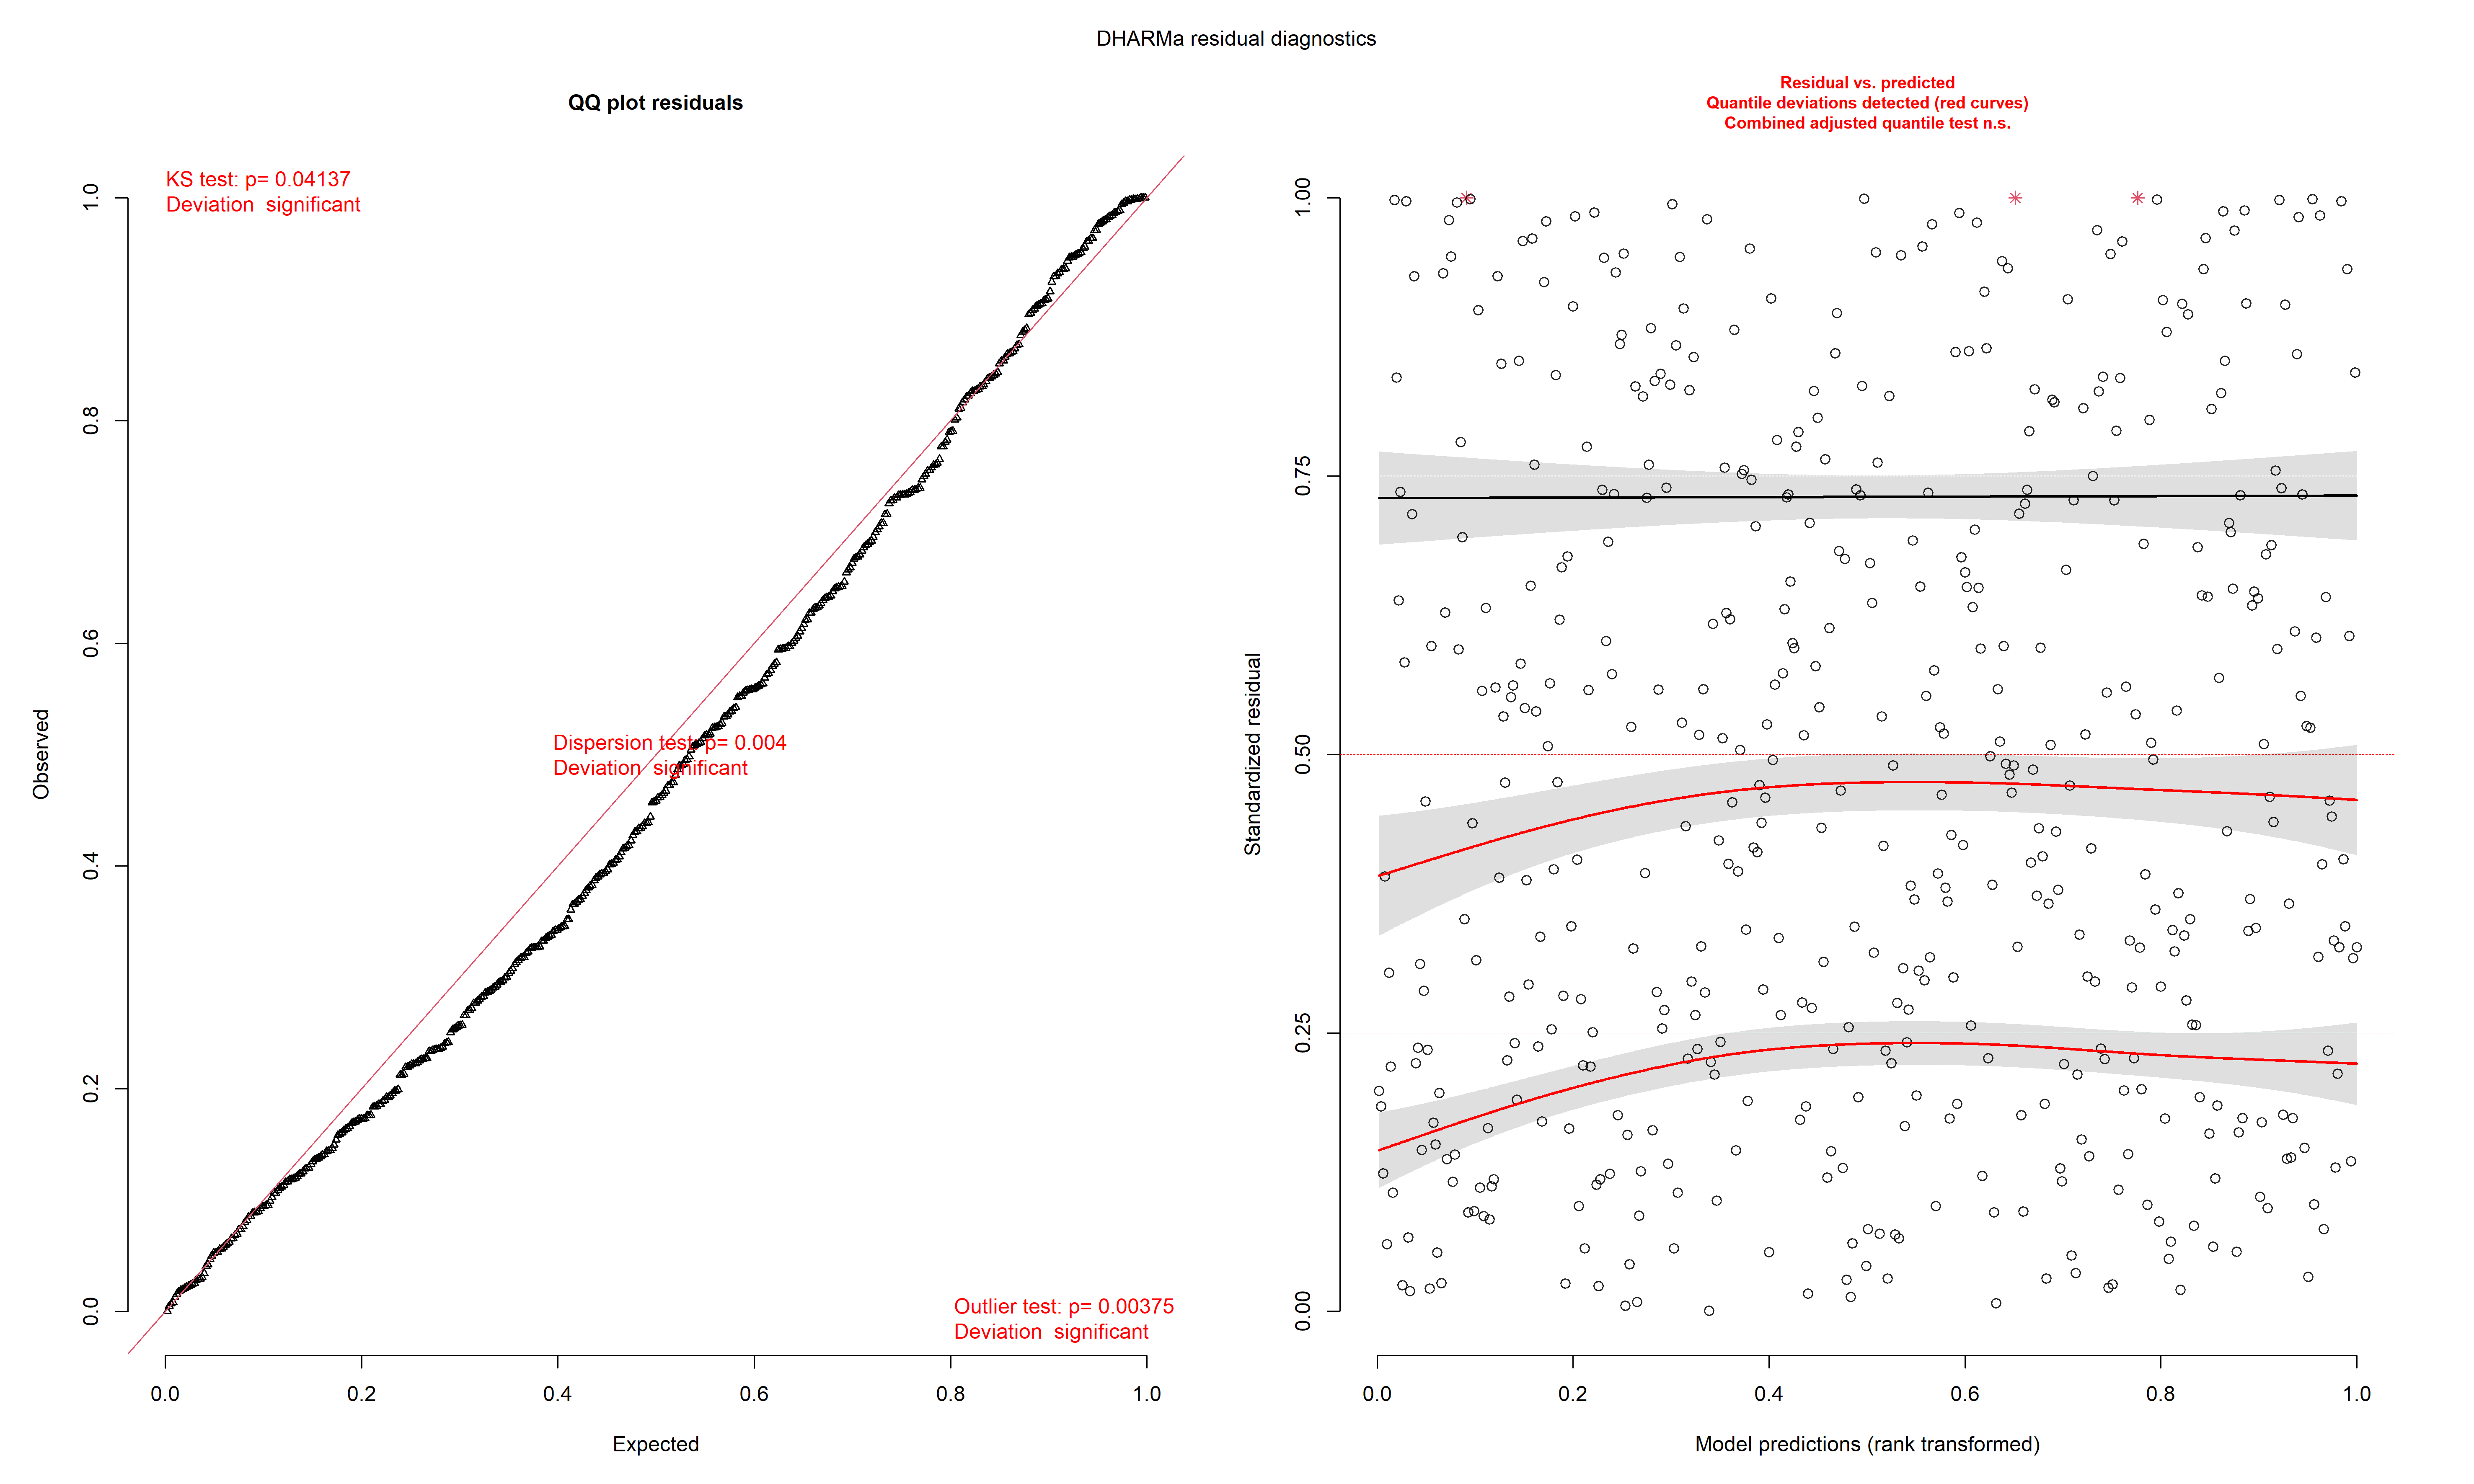 DHARMa residual diagnostics
QQ plot residuals
KS test: p= 0.04137
Deviation  significant
Dispersion test: p= 0.004
Deviation  significant
Outlier test: p= 0.00375
Deviation  significant
Observed
1.0
0.8
0.6
0.4
0.2
0.0
0.0 0.2 0.4 0.6 0.8 1.0
Expected
Residual vs. predicted
Quantile deviations detected (red curves)
Combined adjusted quantile test n.s.
Standardized residual
1.00
0.75
0.50
0.25
0.00
0.0 0.2 0.4 0.6 0.8 1.0
Model predictions (rank transformed)